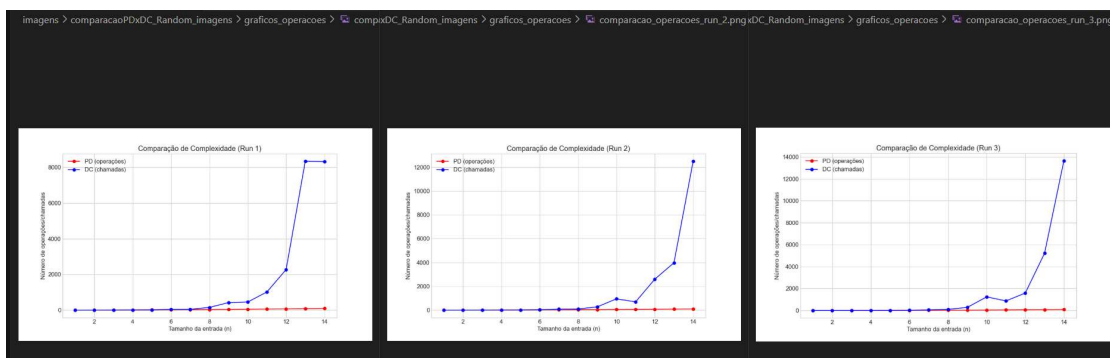 imagens > comparacaoPDxDC_Random_imagens > graficos_operacoes > comp
xDC_Random_imagens > graficos_operacoes > comparacao_operacoes_run_2.png
xDC_Random_imagens > graficos_operacoes > comparacao_operacoes_run_3.png
Comparação de Complexidade (Run 1)
PD (operações)
DC (chamadas)
Número de operações/chamadas
8000
6000
4000
2000
0
2 4 6 8 10 12 14
Tamanho da entrada (n)
Comparação de Complexidade (Run 2)
PD (operações)
DC (chamadas)
Número de operações/chamadas
12000
10000
8000
6000
4000
2000
0
2 4 6 8 10 12 14
Tamanho da entrada (n)
Comparação de Complexidade (Run 3)
PD (operações)
DC (chamadas)
Número de operações/chamadas
14000
12000
10000
8000
6000
4000
2000
0
2 4 6 8 10 12 14
Tamanho da entrada (n)